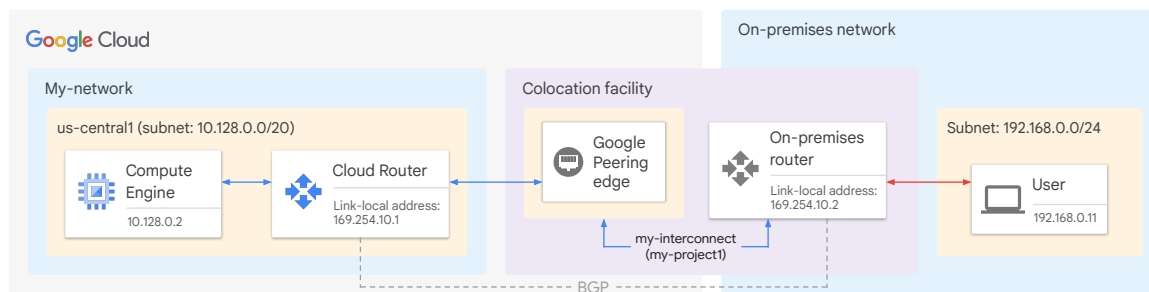 Google Cloud
On-premises network
My-network
Colocation facility
us-central1 (subnet: 10.128.0.0/20)
Subnet: 192.168.0.0/24
Compute
Engine
10.128.0.2
Cloud Router
Link-local address:
169.254.10.1
Google
Peering
edge
On-premises
router
Link-local address:
169.254.10.2
User
192.168.0.11
my-interconnect
(my-project1)
BGP